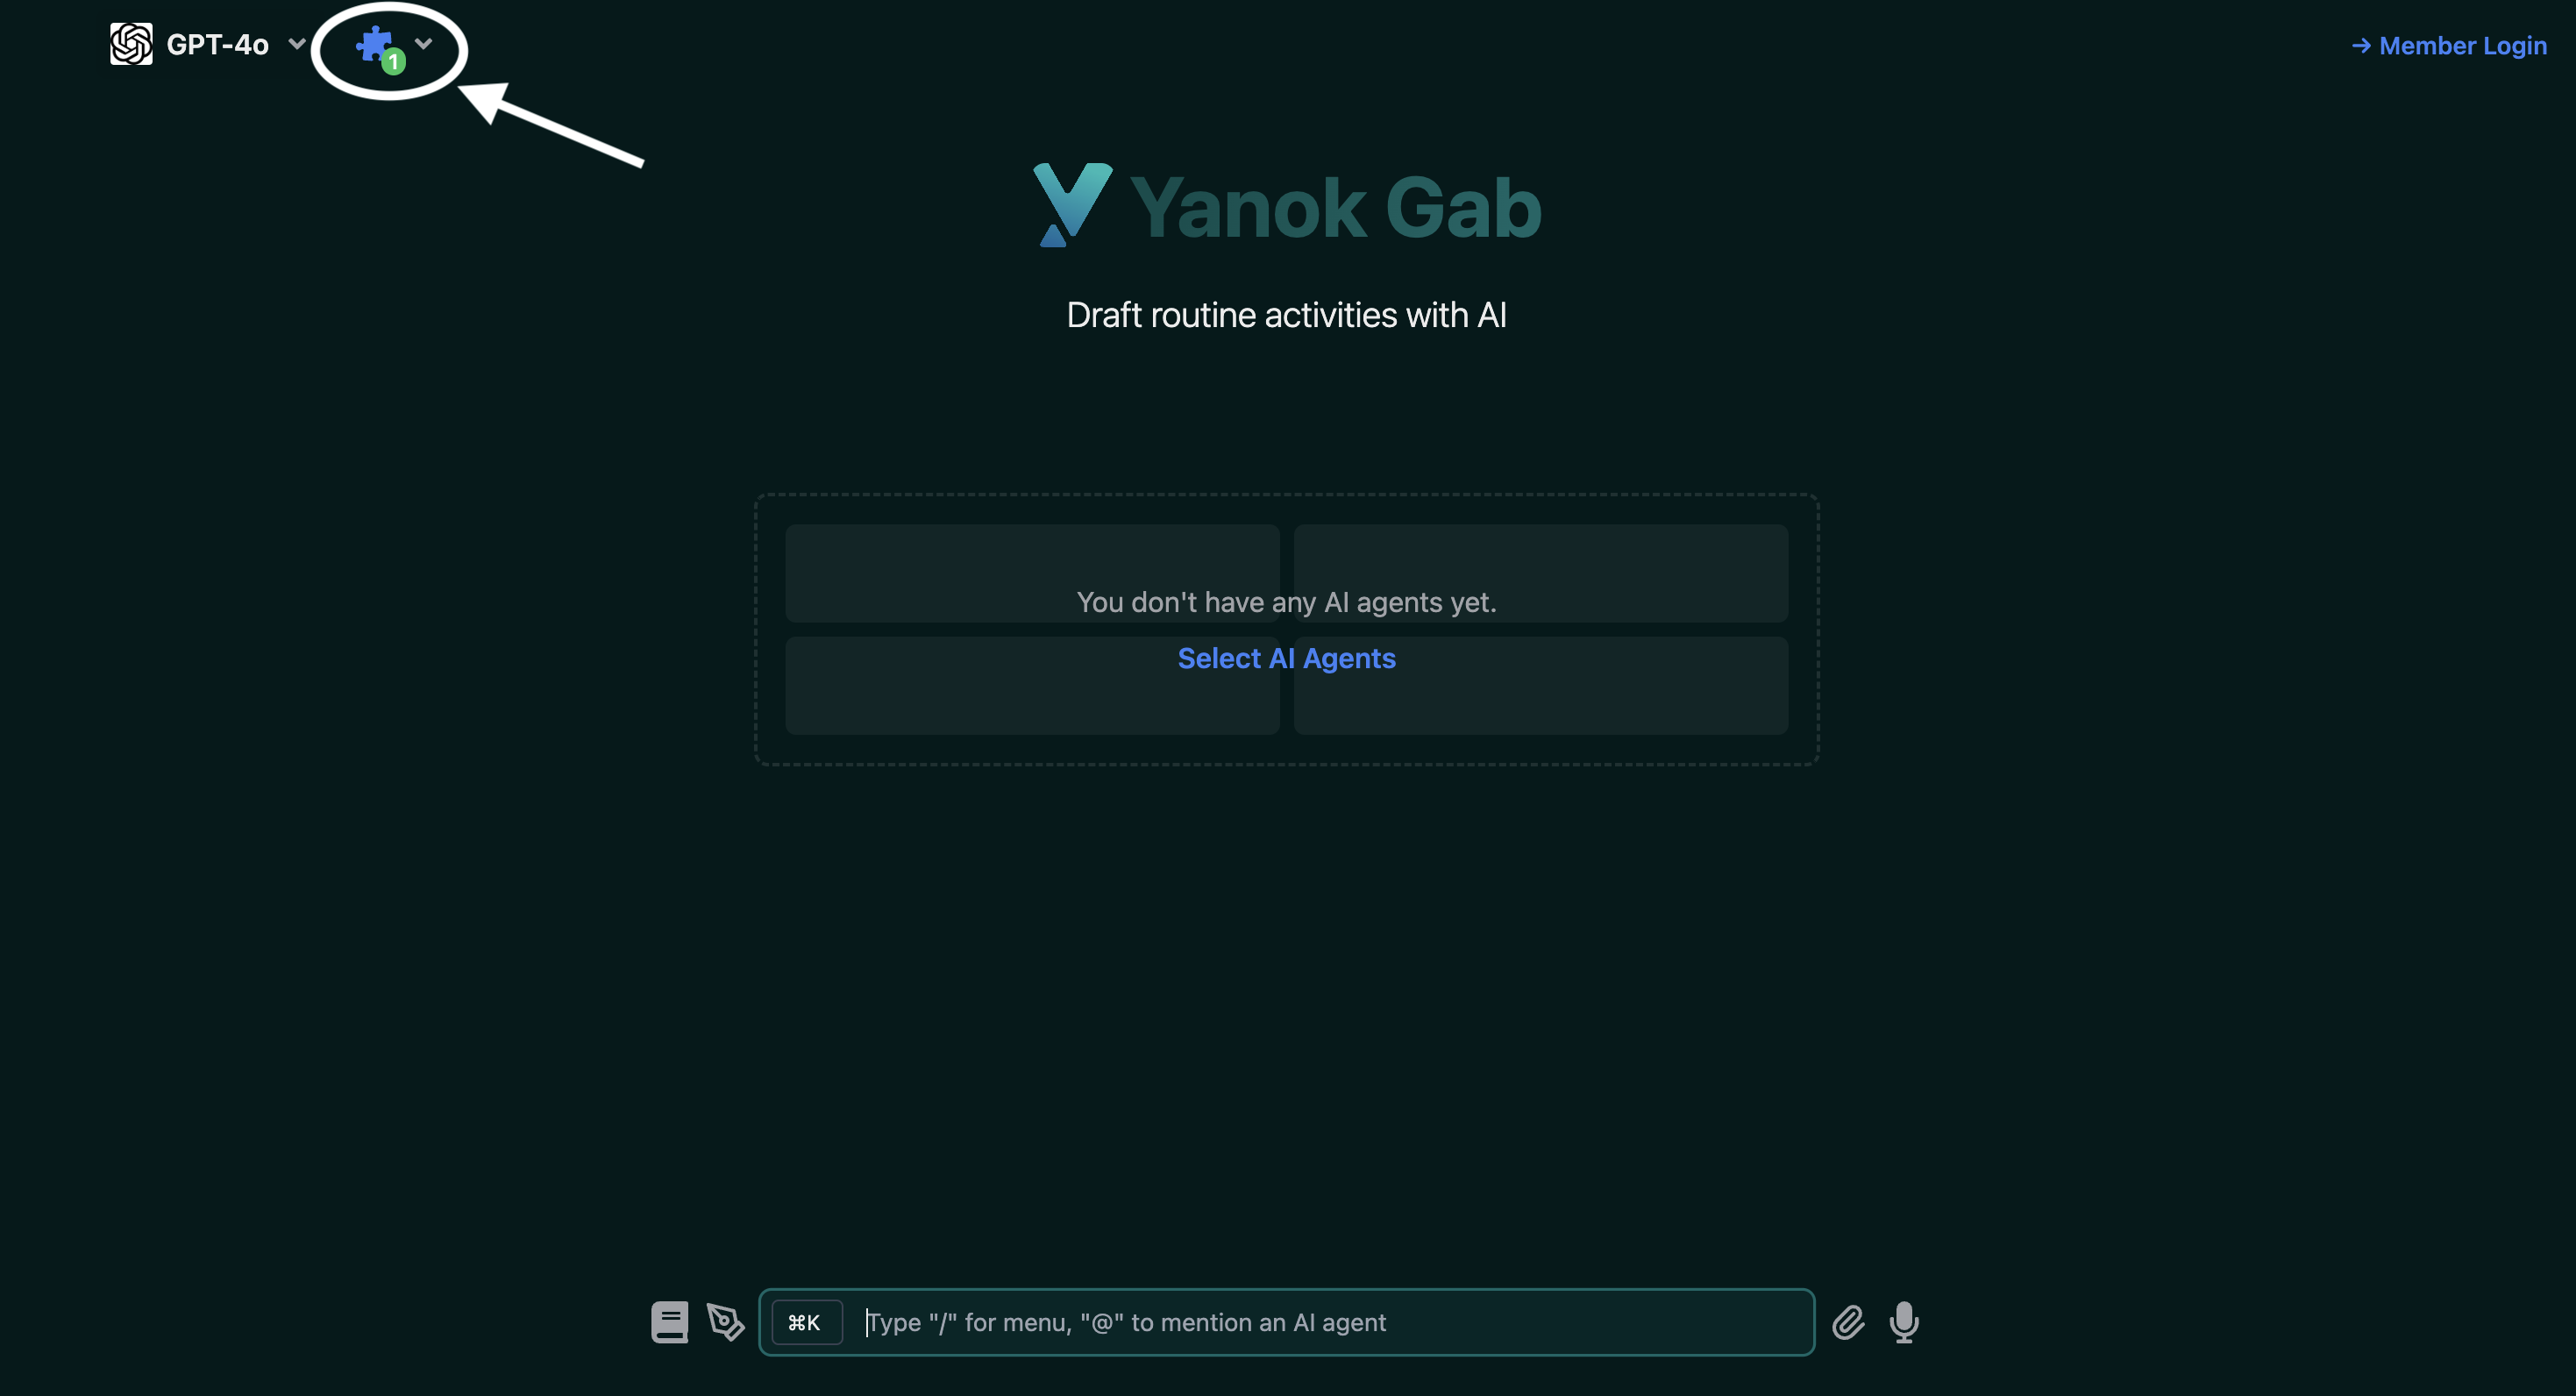 GPT-4o
1
→ Member Login
Yanok Gab
Draft routine activities with AI
You don't have any AI agents yet.
Select AI Agents
⌘K
Type "/" for menu, "@" to mention an AI agent